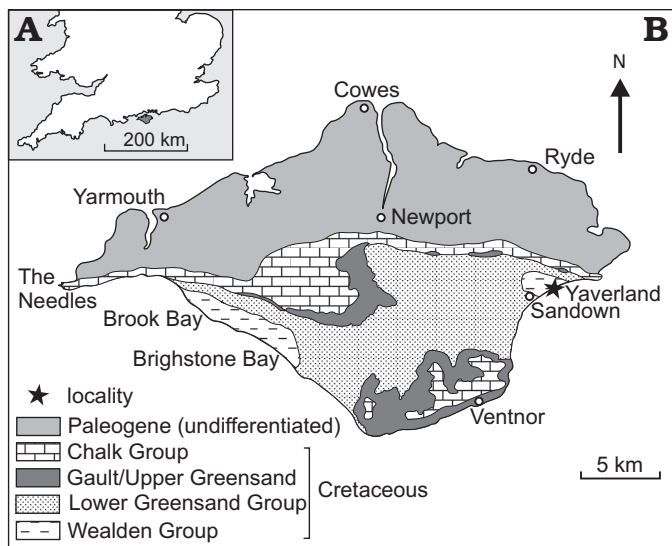 A
B
200 km
N
Cowes
Ryde
Yarmouth
Newport
The
Needles
Yaverland
Sandown
Brook Bay
Brighstone Bay
Ventnor
locality
Paleogene (undifferentiated)
Chalk Group
Gault/Upper Greensand
Lower Greensand Group
Wealden Group
Cretaceous
5 km